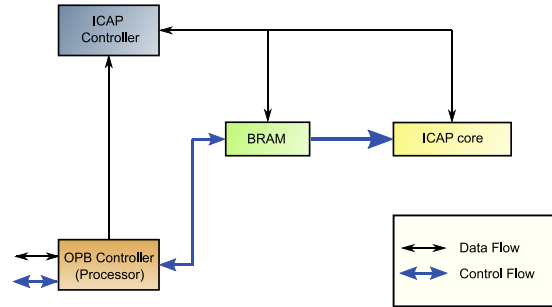 ICAP
Controller
BRAM
ICAP core
OPB Controller
(Processor)
Data Flow
Control Flow